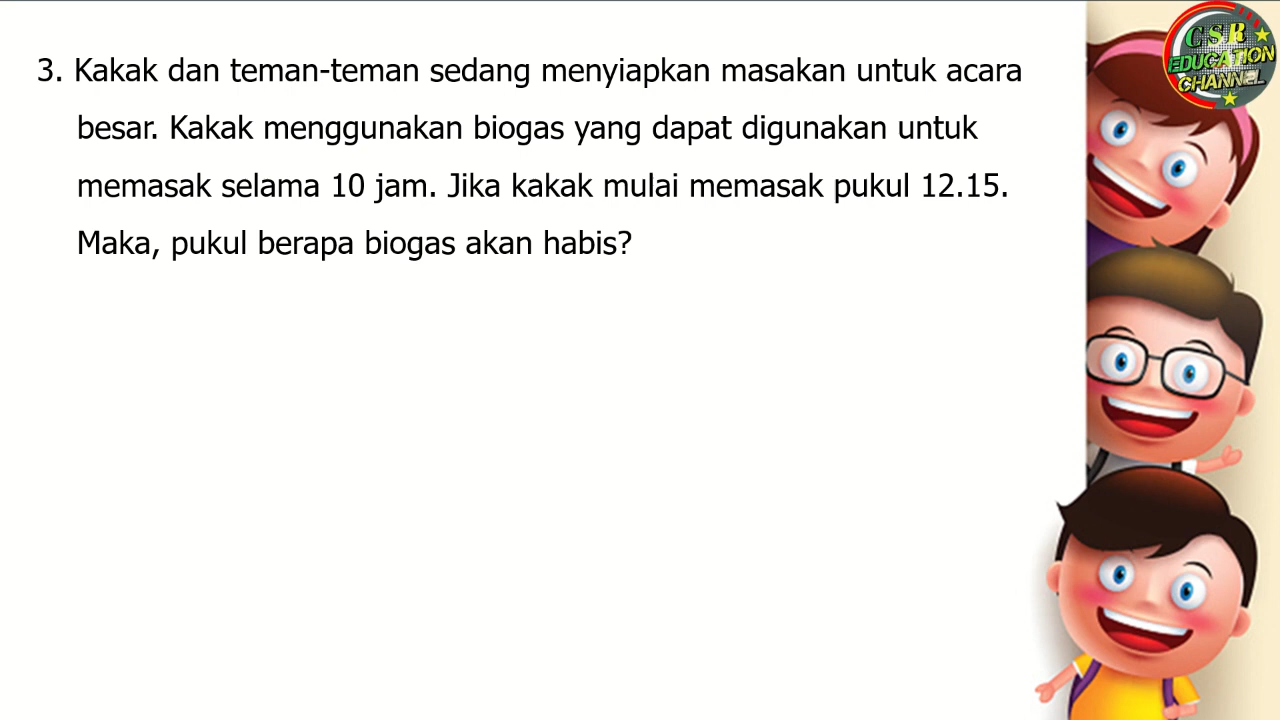 3. Kakak dan teman-teman sedang menyiapkan masakan untuk acara
besar. Kakak menggunakan biogas yang dapat digunakan untuk
memasak selama 10 jam. Jika kakak mulai memasak pukul 12.15.
Maka, pukul berapa biogas akan habis?
CSR
EDUCATION
CHANNEL